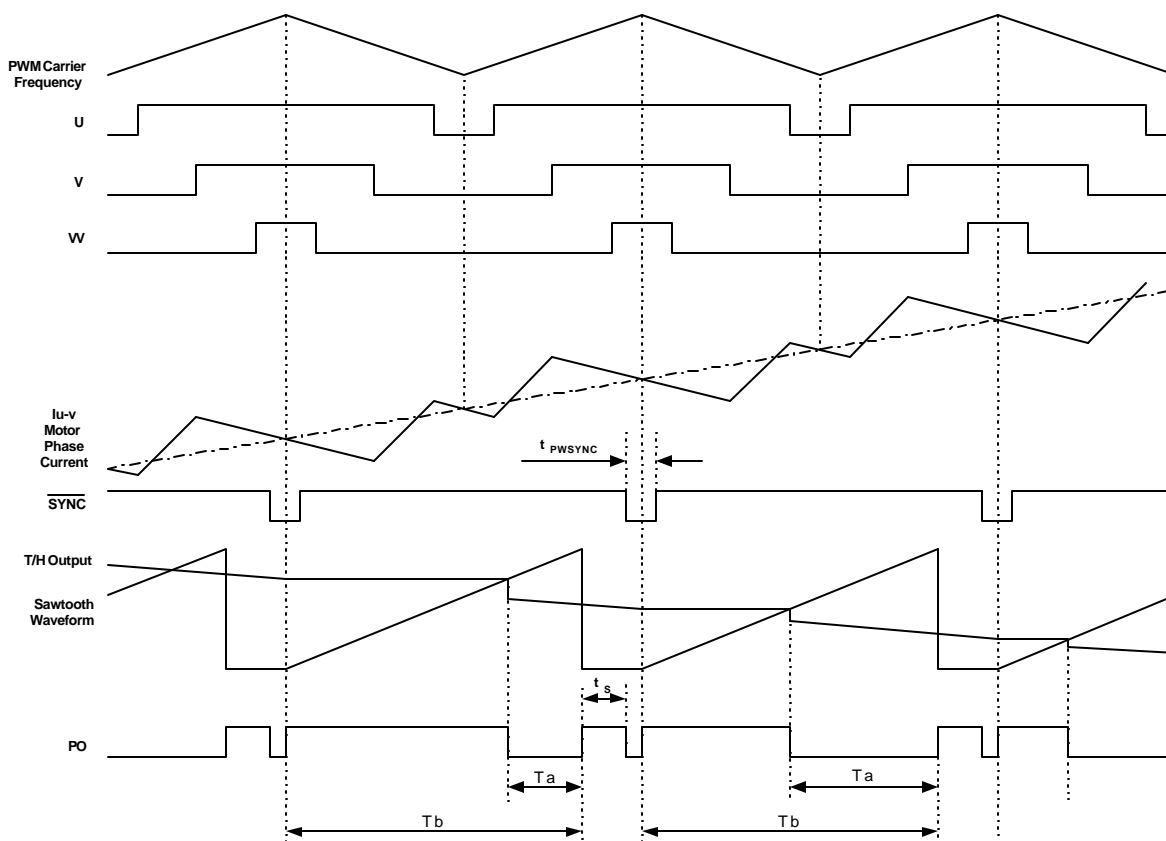 PWM Carrier
Frequency
U
V
W
Iu-v
Motor
Phase
Current
t PWSYNC
SYNC
T/H Output
Sawtooth
Waveform
t s
PO
Ta
Ta
Tb
Tb